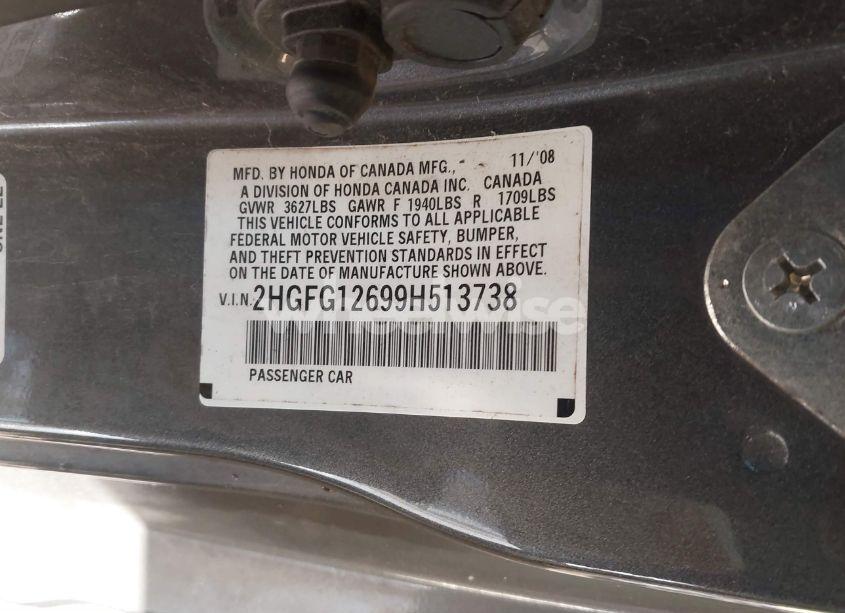 MFD. BY HONDA OF CANADA MFG., 11/'08
A DIVISION OF HONDA CANADA INC. CANADA
GVWR 3627LBS GAWR F 1940LBS R 1709LBS
THIS VEHICLE CONFORMS TO ALL APPLICABLE
FEDERAL MOTOR VEHICLE SAFETY, BUMPER,
AND THEFT PREVENTION STANDARDS IN EFFECT
ON THE DATE OF MANUFACTURE SHOWN ABOVE.
V.I.N. 2HGFG12699H513738
wheelwise
PASSENGER CAR